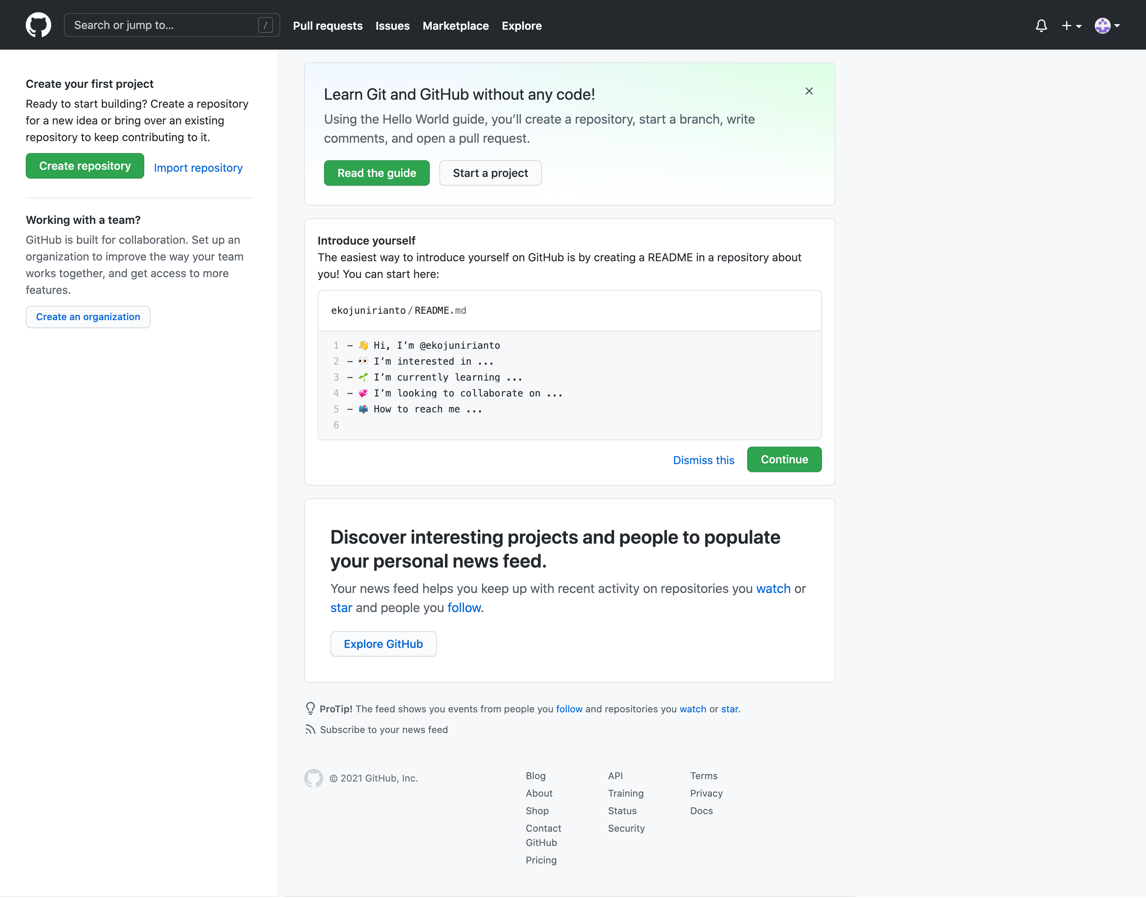 Search or jump to...
/
Pull requests
Issues
Marketplace
Explore
Create your first project
Ready to start building? Create a repository
for a new idea or bring over an existing
repository to keep contributing to it.
Create repository
Import repository
Working with a team?
GitHub is built for collaboration. Set up an
organization to improve the way your team
works together, and get access to more
features.
Create an organization
Learn Git and GitHub without any code!
Using the Hello World guide, you’ll create a repository, start a branch, write
comments, and open a pull request.
Read the guide
Start a project
Introduce yourself
The easiest way to introduce yourself on GitHub is by creating a README in a repository about
you! You can start here:
ekojunirianto/README.md
1 - 👋 Hi, I’m @ekojunirianto
2 - 👀 I’m interested in ...
3 - 🌱 I’m currently learning ...
4 - 💞️ I’m looking to collaborate on ...
5 - 📫 How to reach me ...
6
Dismiss this
Continue
Discover interesting projects and people to populate
your personal news feed.
Your news feed helps you keep up with recent activity on repositories you watch or
star and people you follow.
Explore GitHub
ProTip! The feed shows you events from people you follow and repositories you watch or star.
Subscribe to your news feed
© 2021 GitHub, Inc.
Blog
About
Shop
Contact
GitHub
Pricing
API
Training
Status
Security
Terms
Privacy
Docs